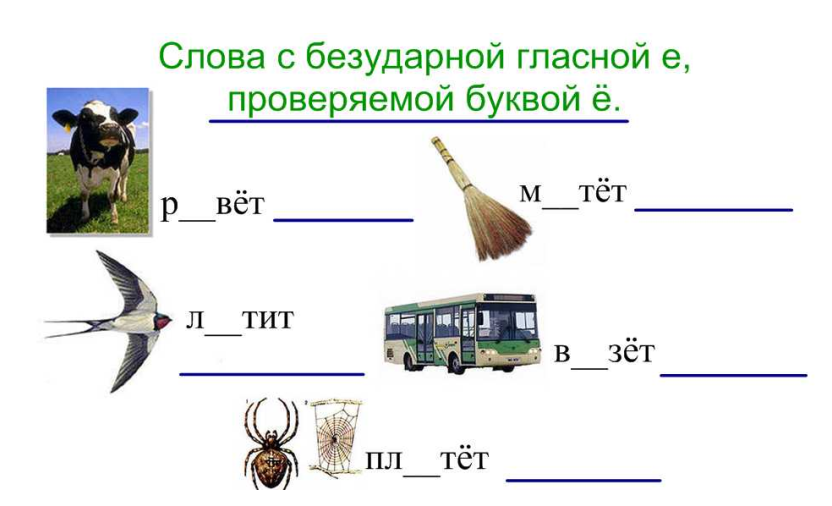 Слова с безударной гласной е,
проверяемой буквой ё.
р__вёт
м__тёт
л__тит
в__зёт
пл__тёт